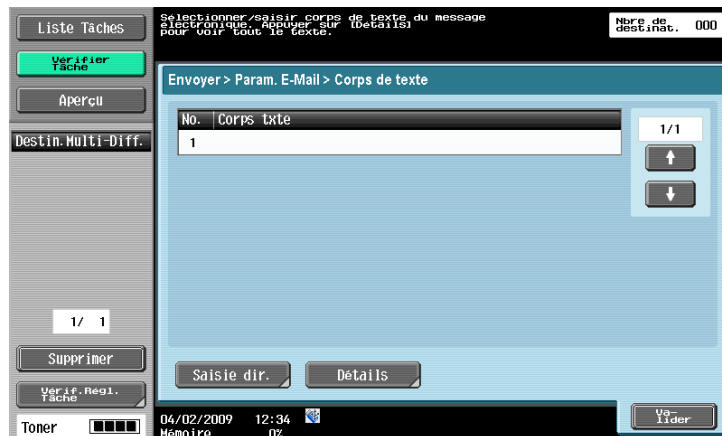 Liste Tâches
Vérifier
Tâche
Aperçu
Destin.Multi-Diff.
1/ 1
Supprimer
Vérif.Régl.
Tâche
Toner
Sélectionner/saisir corps de texte du message
électronique. Appuyer sur [Détails]
pour voir tout le texte.
Nbre de
destinat. 000
Envoyer > Param. E-Mail > Corps de texte
No. Corps txte
1
1/1
Saisie dir.
Détails
04/02/2009 12:34
Mémoire 0%
Va-
lider